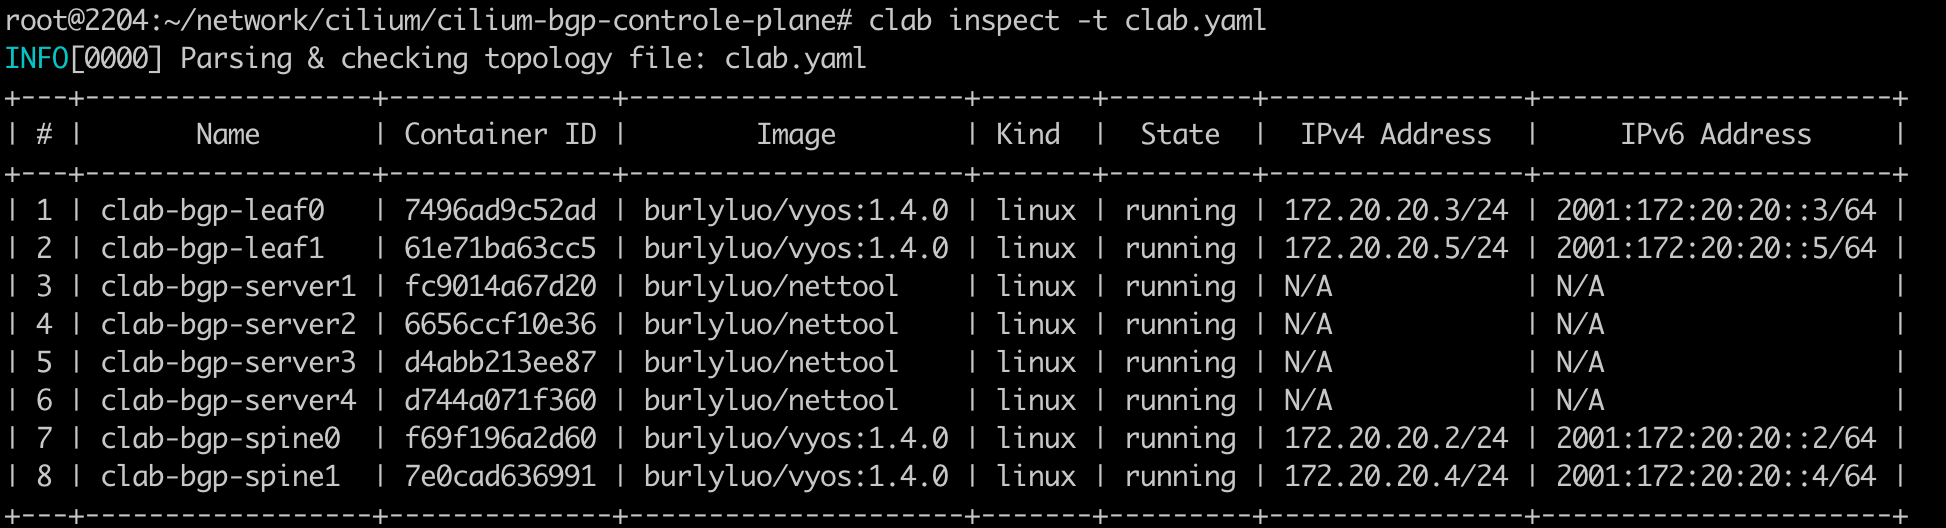 root@2204:~/network/cilium/cilium-bgp-controle-plane# clab inspect -t clab.yaml
INFO[0000] Parsing & checking topology file: clab.yaml
+---+------------------+--------------+---------------------+-------+---------+----------------+----------------------+
| # |       Name       | Container ID |        Image        | Kind  |  State  |  IPv4 Address  |     IPv6 Address     |
+---+------------------+--------------+---------------------+-------+---------+----------------+----------------------+
| 1 | clab-bgp-leaf0   | 7496ad9c52ad | burlyluo/vyos:1.4.0 | linux | running | 172.20.20.3/24 | 2001:172:20:20::3/64 |
| 2 | clab-bgp-leaf1   | 61e71ba63cc5 | burlyluo/vyos:1.4.0 | linux | running | 172.20.20.5/24 | 2001:172:20:20::5/64 |
| 3 | clab-bgp-server1 | fc9014a67d20 | burlyluo/nettool    | linux | running | N/A            | N/A                  |
| 4 | clab-bgp-server2 | 6656ccf10e36 | burlyluo/nettool    | linux | running | N/A            | N/A                  |
| 5 | clab-bgp-server3 | d4abb213ee87 | burlyluo/nettool    | linux | running | N/A            | N/A                  |
| 6 | clab-bgp-server4 | d744a071f360 | burlyluo/nettool    | linux | running | N/A            | N/A                  |
| 7 | clab-bgp-spine0  | f69f196a2d60 | burlyluo/vyos:1.4.0 | linux | running | 172.20.20.2/24 | 2001:172:20:20::2/64 |
| 8 | clab-bgp-spine1  | 7e0cad636991 | burlyluo/vyos:1.4.0 | linux | running | 172.20.20.4/24 | 2001:172:20:20::4/64 |
+---+------------------+--------------+---------------------+-------+---------+----------------+----------------------+